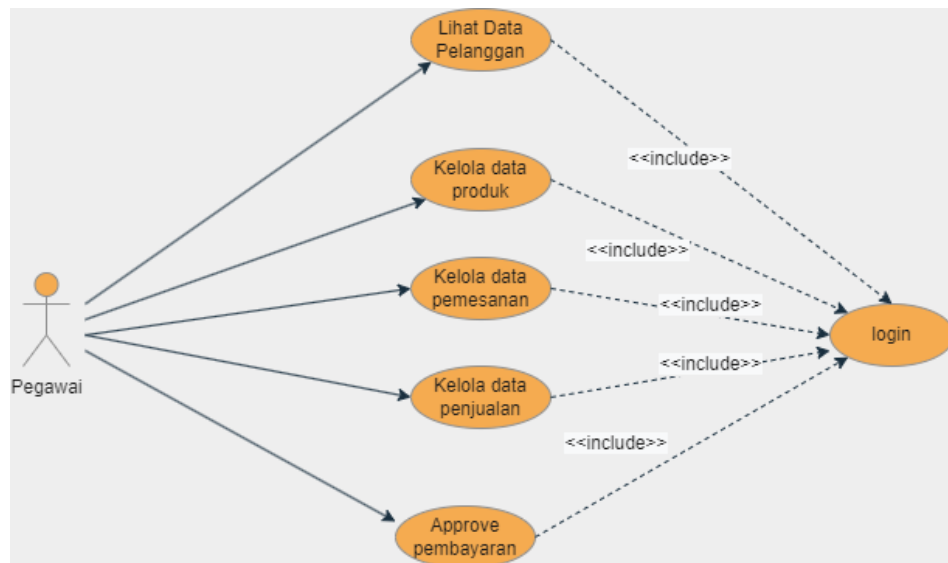 Lihat Data
Pelanggan
<<include>>
Kelola data
produk
<<include>>
Kelola data
pemesanan
<<include>>
login
Pegawai
Kelola data
penjualan
<<include>>
<<include>>
Approve
pembayaran